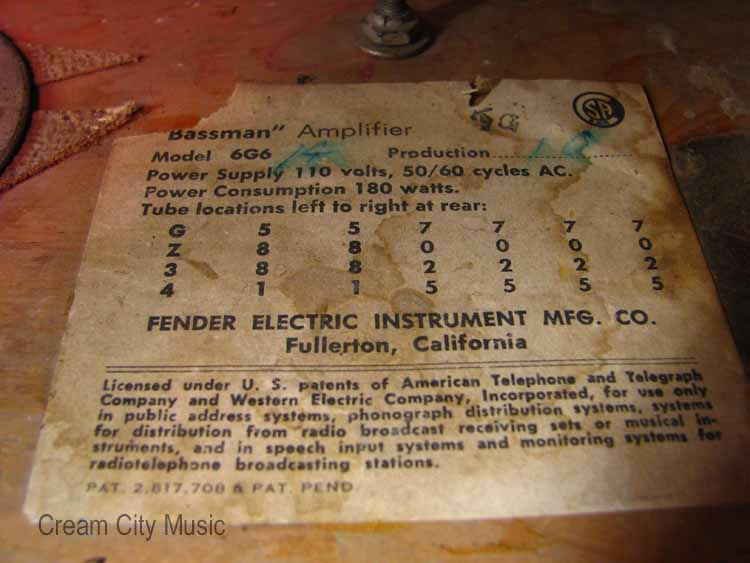 "Bassman" Amplifier
Model 6G6 Production
Power Supply 110 volts, 50/60 cycles AC.
Power Consumption 180 watts.
Tube locations left to right at rear:
G 5 5 7 7 7 7
Z 8 8 0 0 0 0
3 8 8 2 2 2 2
4 1 1 5 5 5 5
FENDER ELECTRIC INSTRUMENT MFG. CO.
Fullerton, California
Licensed under U. S. patents of American Telephone and Telegraph
Company and Western Electric Company, Incorporated, for use only
in public address systems, phonograph distribution systems, systems
for distribution from radio broadcast receiving sets or musical in-
struments, and in speech input systems and monitoring systems for
radiotelephone broadcasting stations.
PAT. 2,817,708 & PAT. PEND
Cream City Music